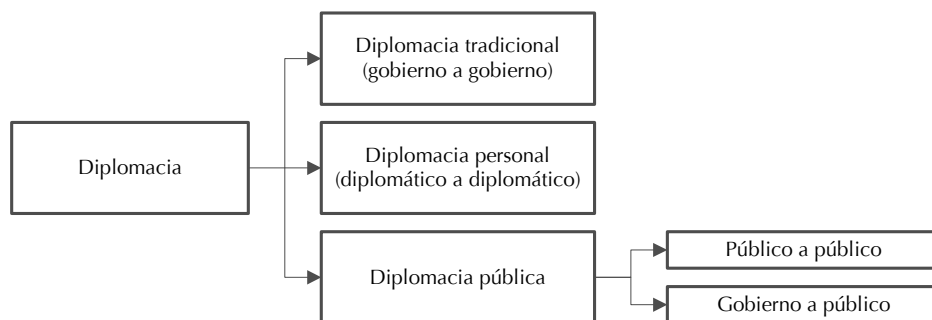 Diplomacia
Diplomacia tradicional
(gobierno a gobierno)
Diplomacia personal
(diplomático a diplomático)
Diplomacia pública
Público a público
Gobierno a público